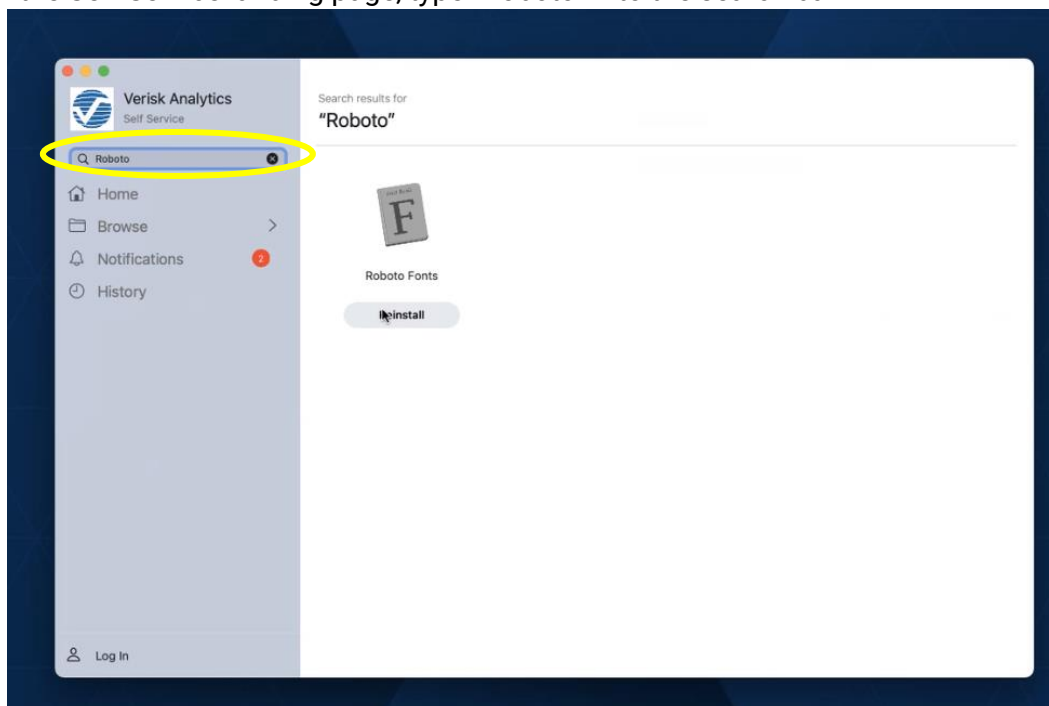 Verisk Analytics
Self Service
Roboto
Home
Browse
Notifications 2
History
Log In
Search results for
“Roboto”
F
Roboto Fonts
Reinstall